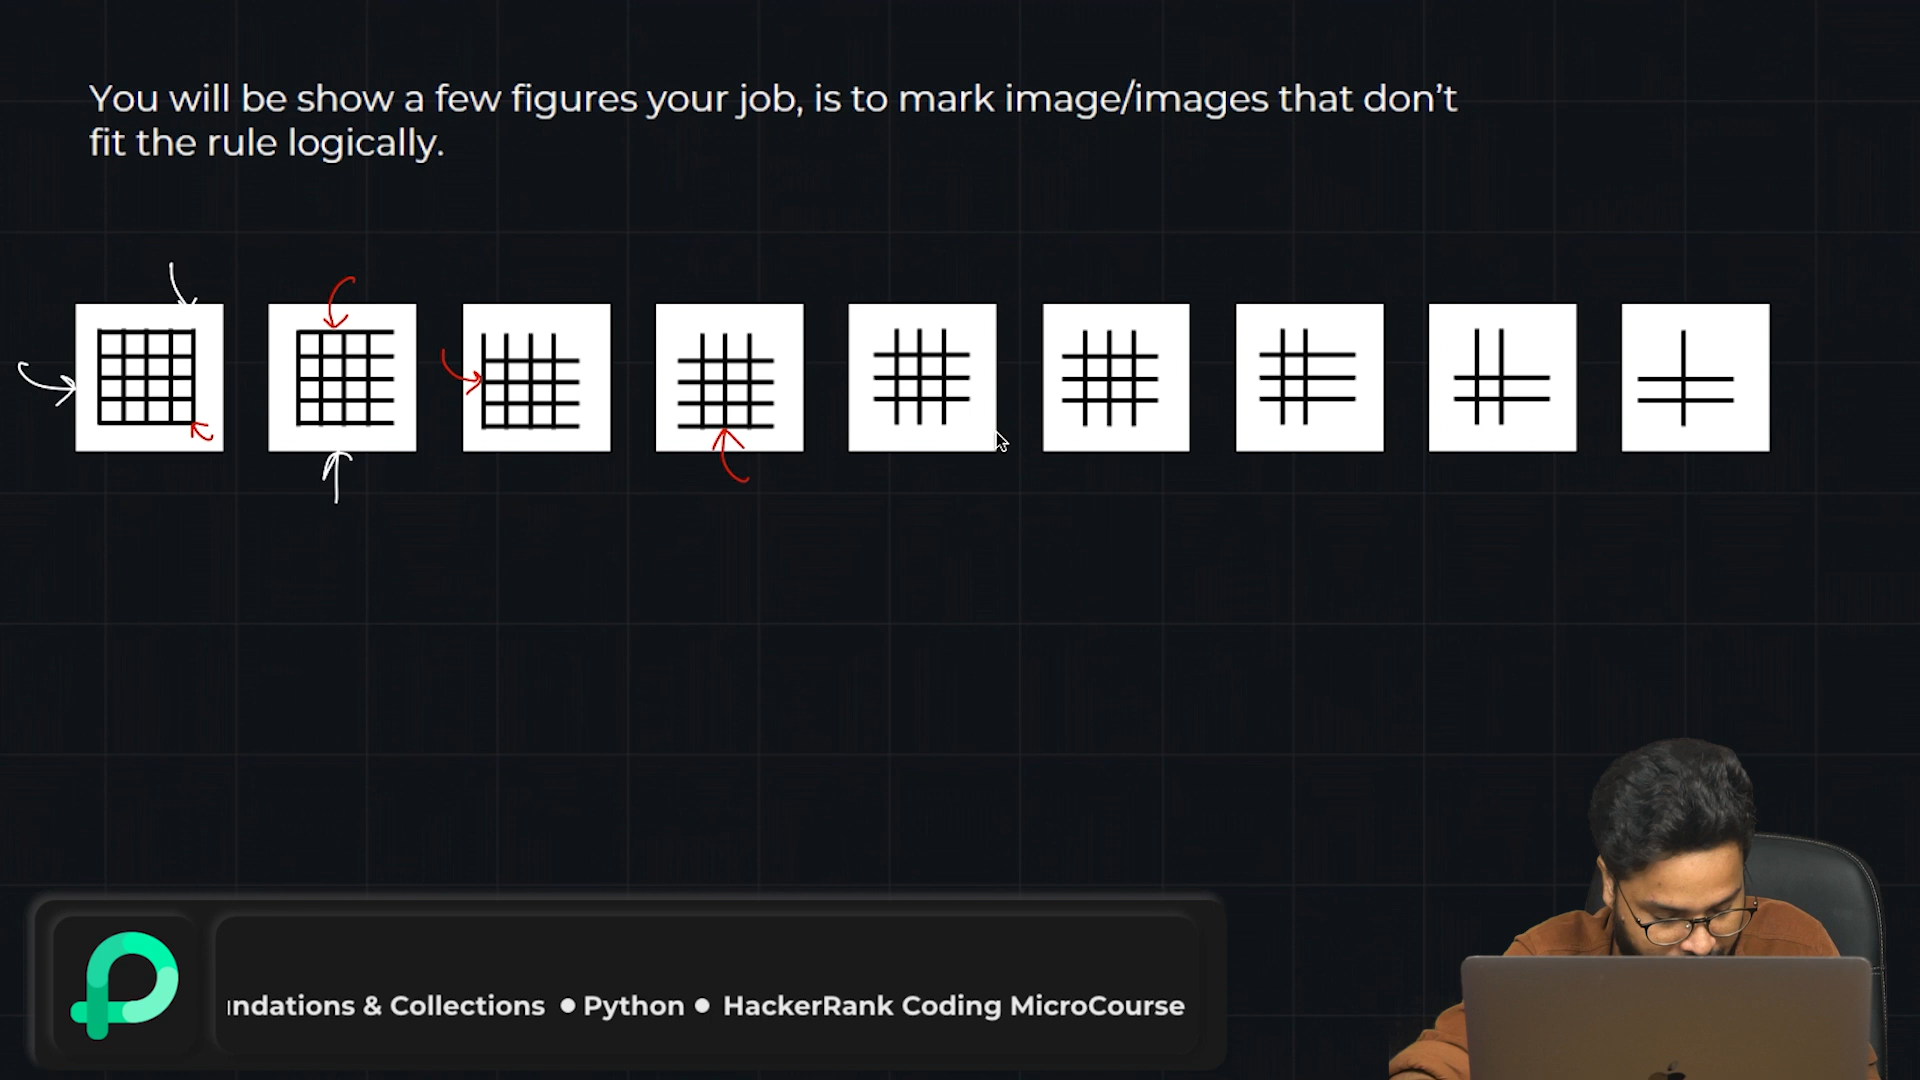 You will be show a few figures your job, is to mark image/images that don't
fit the rule logically.
undations & Collections ● Python ● HackerRank Coding MicroCourse